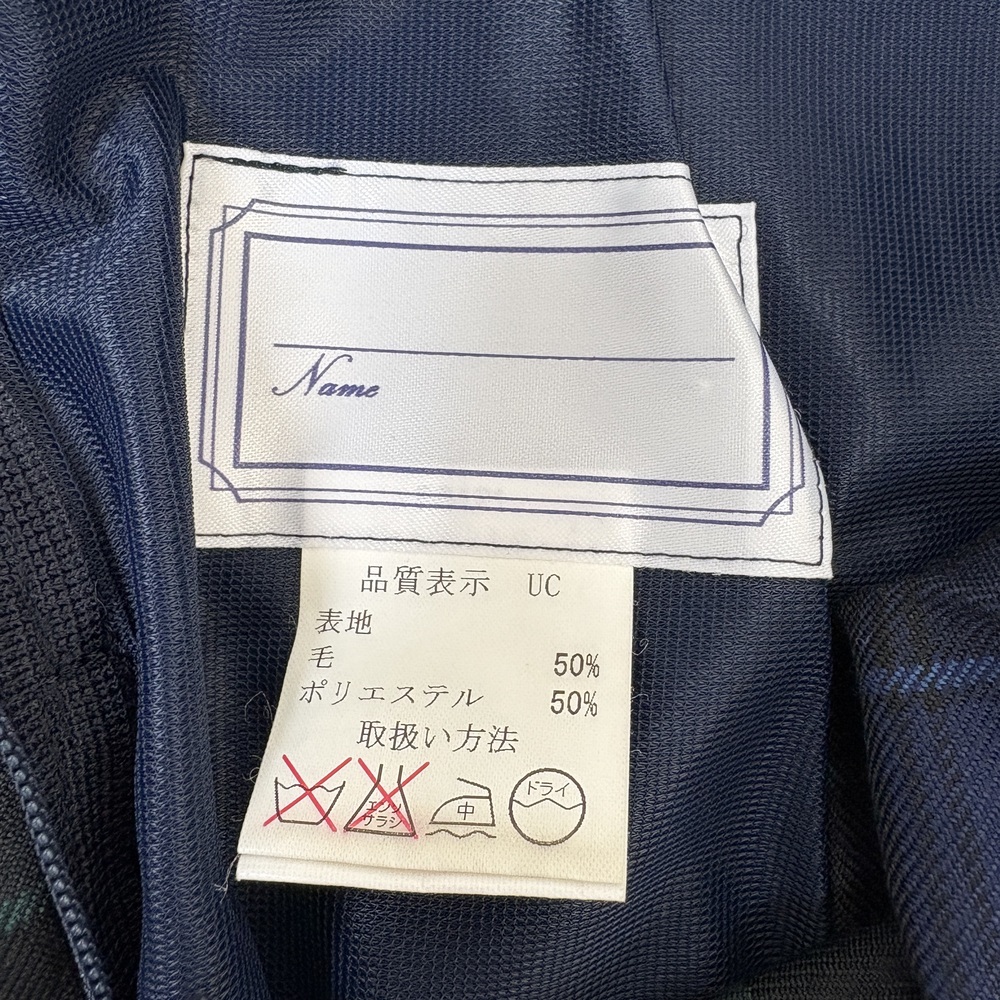 Name
品質表示 UC
表地
毛 50%
ポリエステル 50%
取扱い方法
エンソ
サラシ
中
ドライ